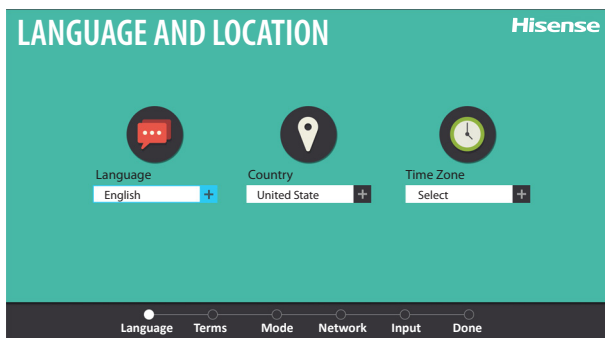 LANGUAGE AND LOCATION
Hisense
Language Country Time Zone
English + United State + Select +
Language Terms Mode Network Input Done